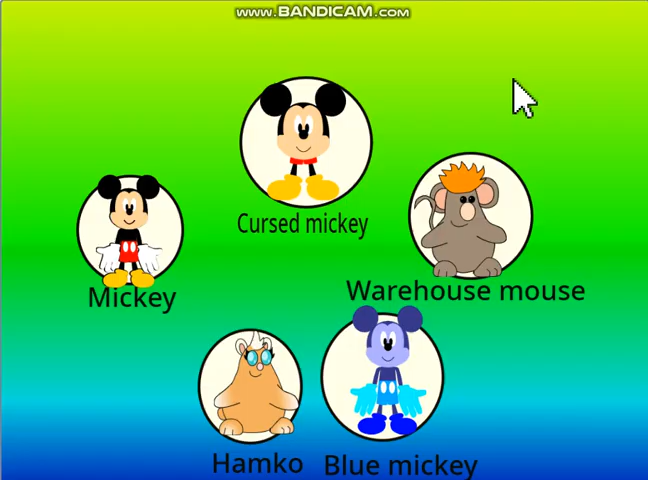 www.BANDICAM.com
Cursed mickey
Mickey
Warehouse mouse
Hamko
Blue mickey